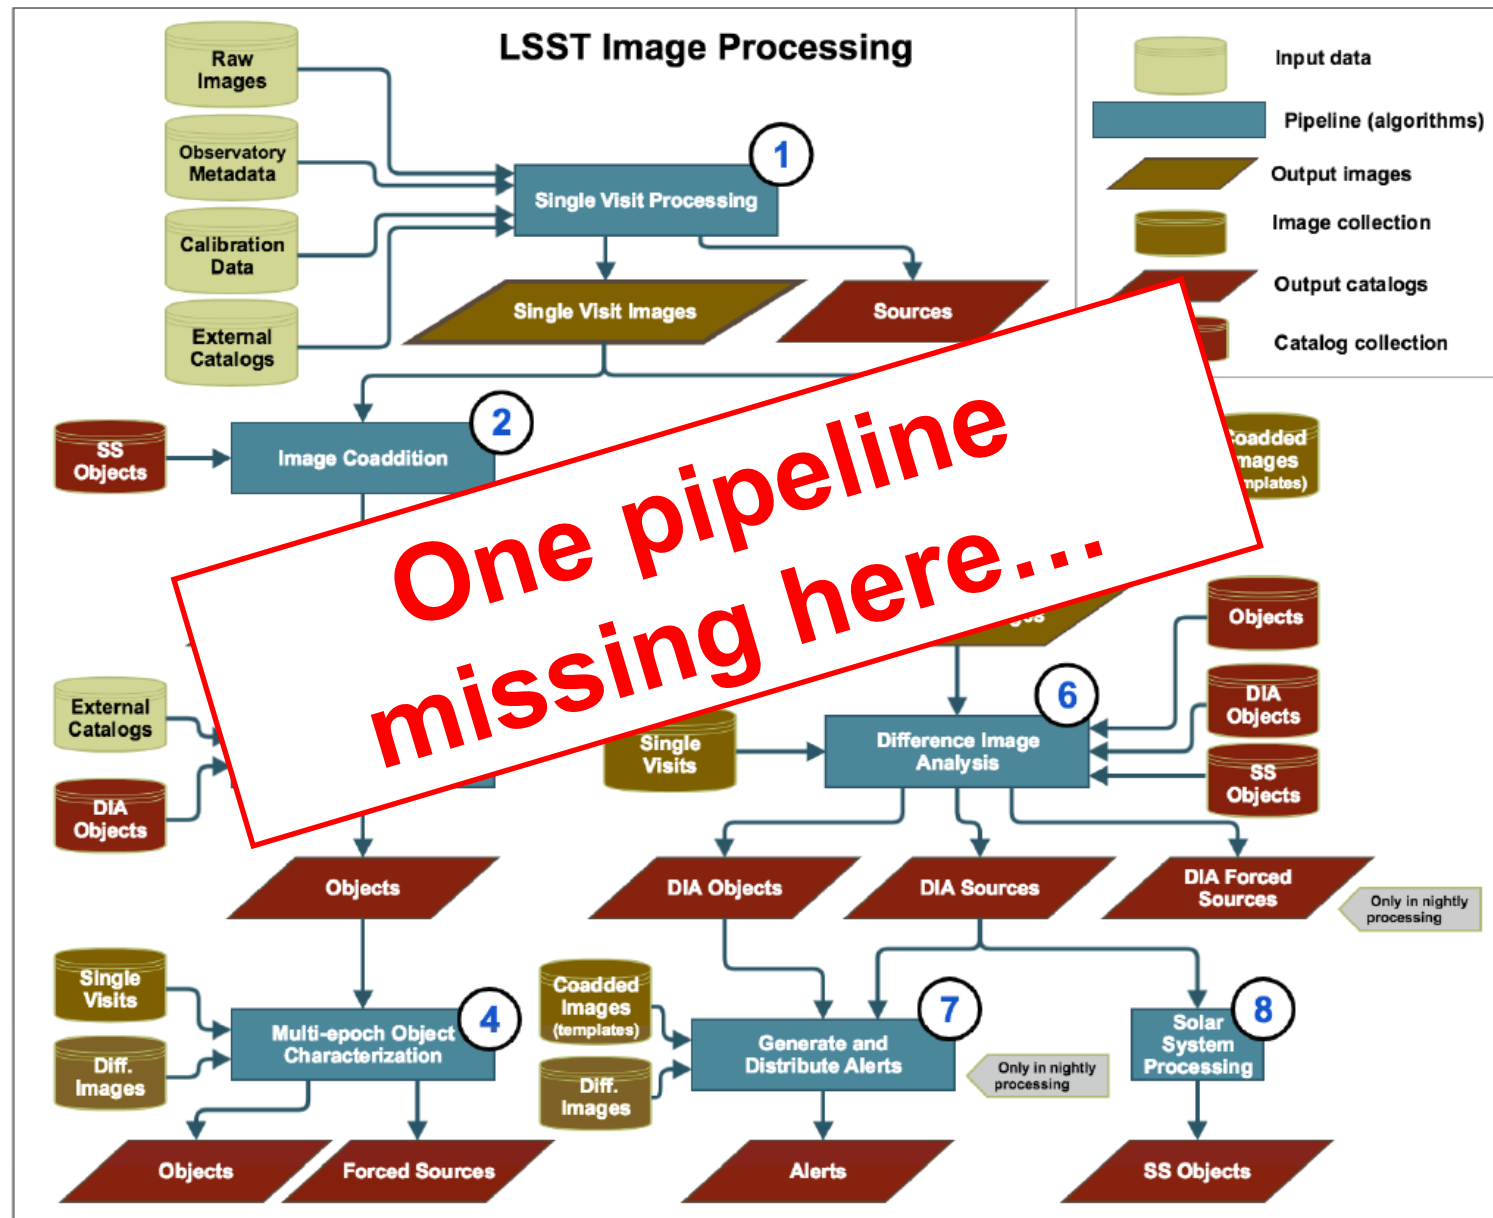 LSST Image Processing
Raw
Images
Observatory
Metadata
Calibration
Data
External
Catalogs
1
Single Visit Processing
Single Visit Images
Sources
Input data
Pipeline (algorithms)
Output images
Image collection
Output catalogs
Catalog collection
SS
Objects
2
Image Coaddition
Coadded
Images
(templates)
One pipeline
missing here…
Objects
DIA
Objects
SS
Objects
External
Catalogs
DIA
Objects
Single
Visits
6
Difference Image
Analysis
Objects
DIA Objects
DIA Sources
DIA Forced
Sources
Only in nightly
processing
Single
Visits
Diff.
Images
4
Multi-epoch Object
Characterization
Coadded
Images
(templates)
Diff.
Images
7
Generate and
Distribute Alerts
Only in nightly
processing
8
Solar
System
Processing
Objects
Forced Sources
Alerts
SS Objects